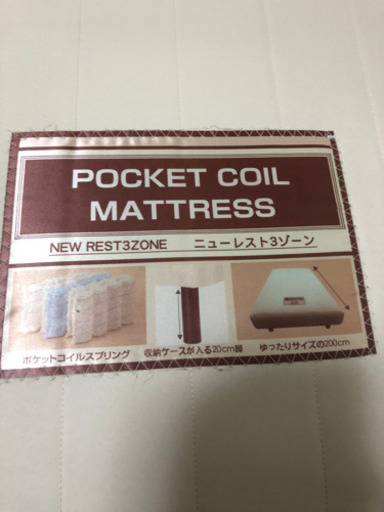 POCKET COIL
MATTRESS
NEW REST3ZONE ニューレスト3ゾーン
ポケットコイルスプリング 収納ケースが入る20cm脚 ゆったりサイズの200cm